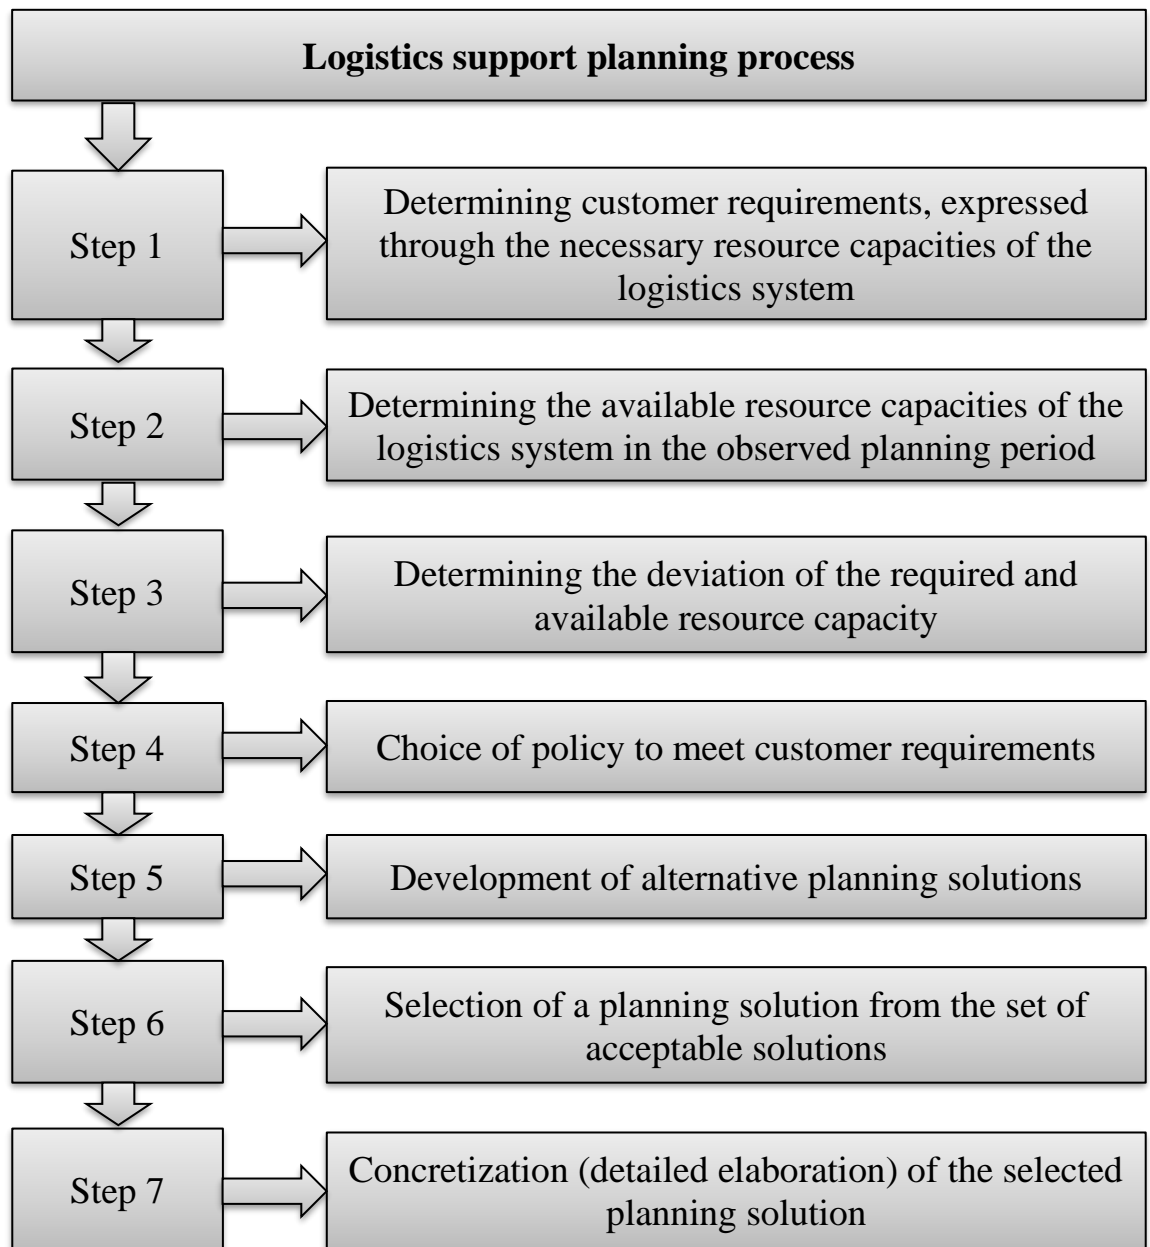 Logistics support planning process
Step 1
Determining customer requirements, expressed
through the necessary resource capacities of the
logistics system
Step 2
Determining the available resource capacities of the
logistics system in the observed planning period
Step 3
Determining the deviation of the required and
available resource capacity
Step 4
Choice of policy to meet customer requirements
Step 5
Development of alternative planning solutions
Step 6
Selection of a planning solution from the set of
acceptable solutions
Step 7
Concretization (detailed elaboration) of the selected
planning solution